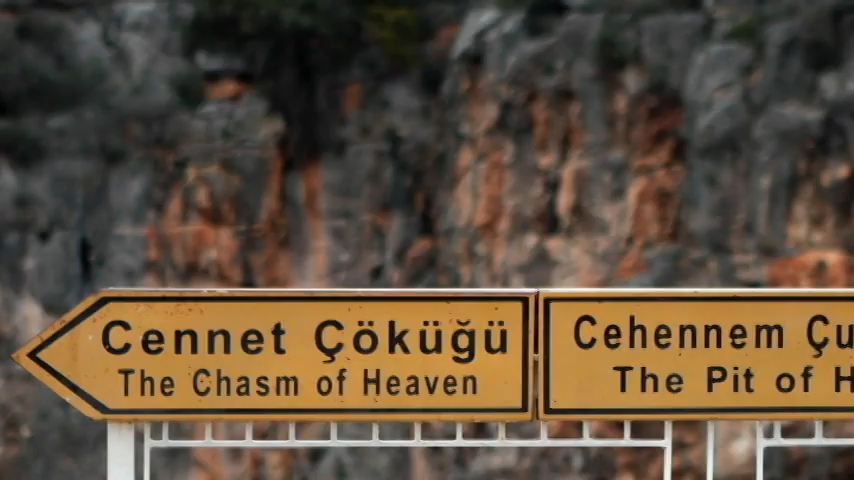 Cennet Çöküğü
The Chasm of Heaven
Cehennem
The Pit of